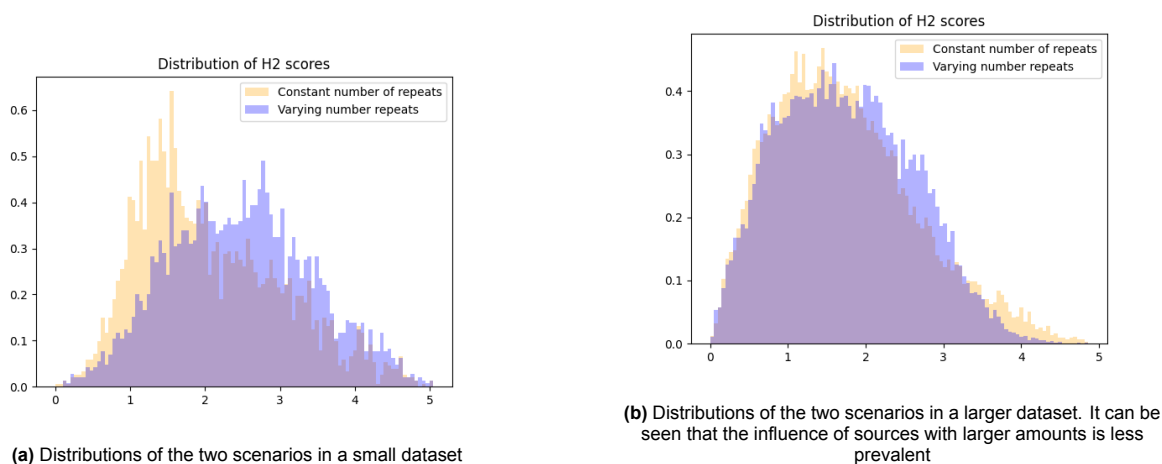 Distribution of H2 scores
Constant number of repeats
Varying number repeats
0.6
0.5
0.4
0.3
0.2
0.1
0.0
0 1 2 3 4 5
(a) Distributions of the two scenarios in a small dataset
Distribution of H2 scores
Constant number of repeats
Varying number repeats
0.4
0.3
0.2
0.1
0.0
0 1 2 3 4 5
(b) Distributions of the two scenarios in a larger dataset. It can be
seen that the influence of sources with larger amounts is less
prevalent